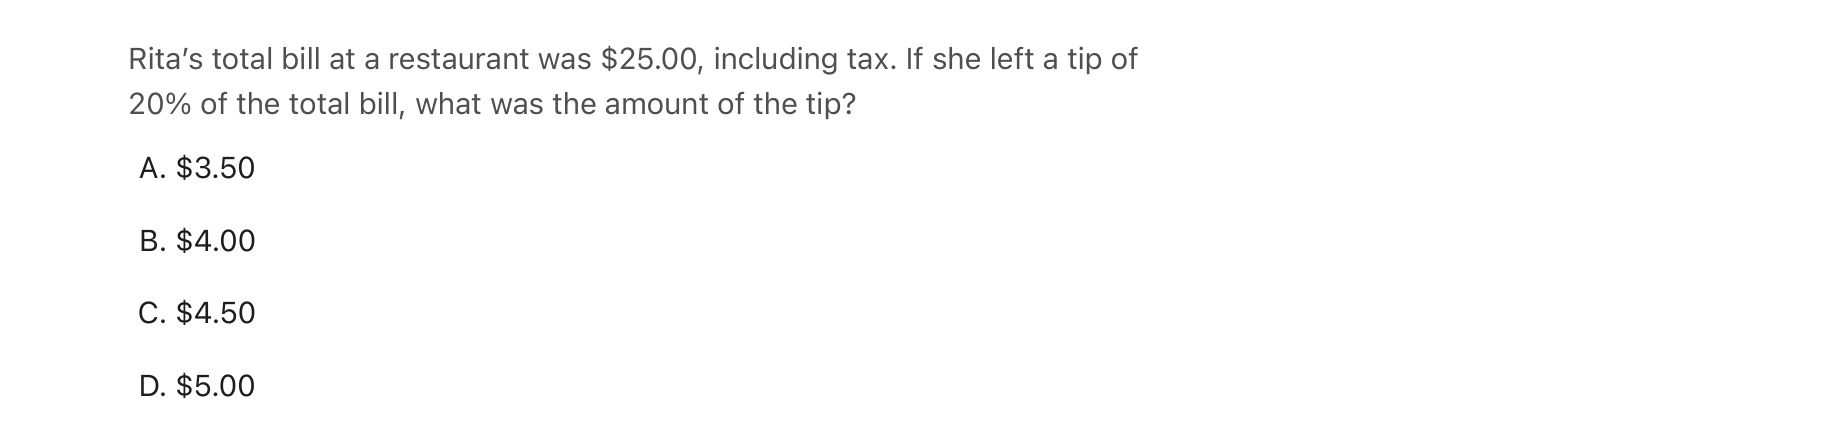 Rita’s total bill at a restaurant was $25.00, including tax. If she left a tip of
20% of the total bill, what was the amount of the tip?
A. $3.50
B. $4.00
C. $4.50
D. $5.00